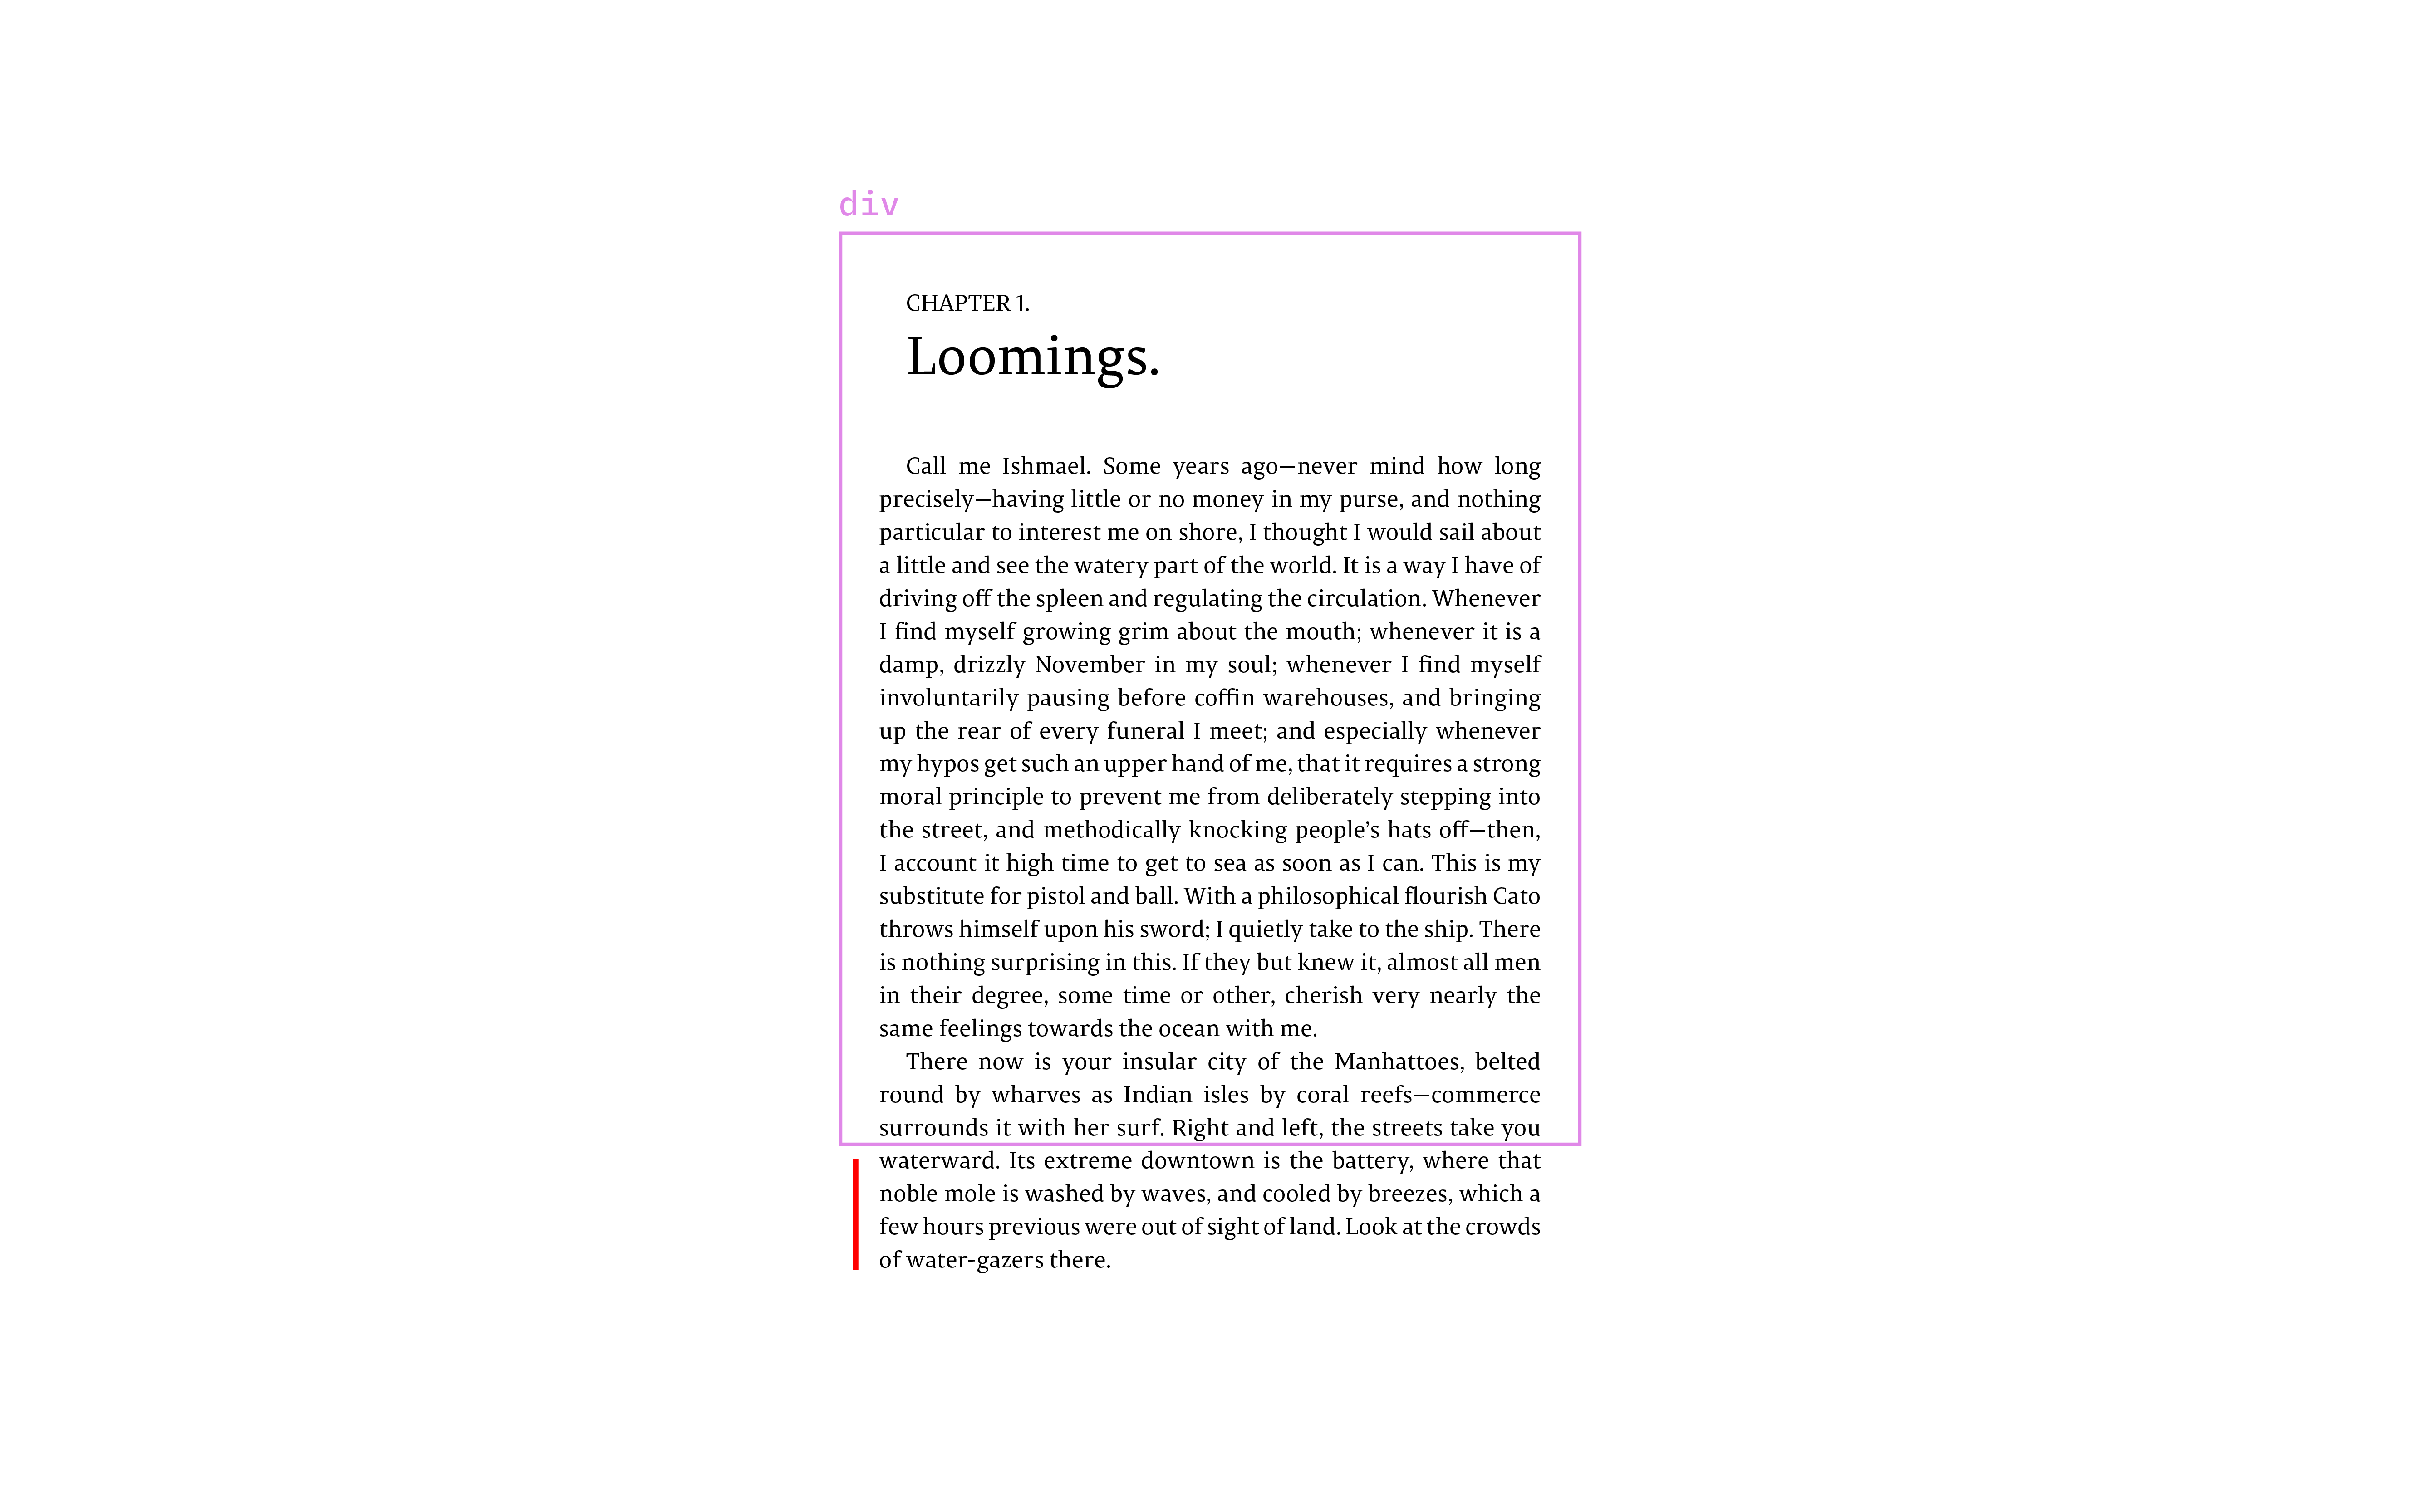 div
CHAPTER 1.
Loomings.
Call me Ishmael. Some years ago—never mind how long
precisely—having little or no money in my purse, and nothing
particular to interest me on shore, I thought I would sail about
a little and see the watery part of the world. It is a way I have of
driving off the spleen and regulating the circulation. Whenever
I find myself growing grim about the mouth; whenever it is a
damp, drizzly November in my soul; whenever I find myself
involuntarily pausing before coffin warehouses, and bringing
up the rear of every funeral I meet; and especially whenever
my hypos get such an upper hand of me, that it requires a strong
moral principle to prevent me from deliberately stepping into
the street, and methodically knocking people’s hats off—then,
I account it high time to get to sea as soon as I can. This is my
substitute for pistol and ball. With a philosophical flourish Cato
throws himself upon his sword; I quietly take to the ship. There
is nothing surprising in this. If they but knew it, almost all men
in their degree, some time or other, cherish very nearly the
same feelings towards the ocean with me.
There now is your insular city of the Manhattoes, belted
round by wharves as Indian isles by coral reefs—commerce
surrounds it with her surf. Right and left, the streets take you
waterward. Its extreme downtown is the battery, where that
noble mole is washed by waves, and cooled by breezes, which a
few hours previous were out of sight of land. Look at the crowds
of water-gazers there.